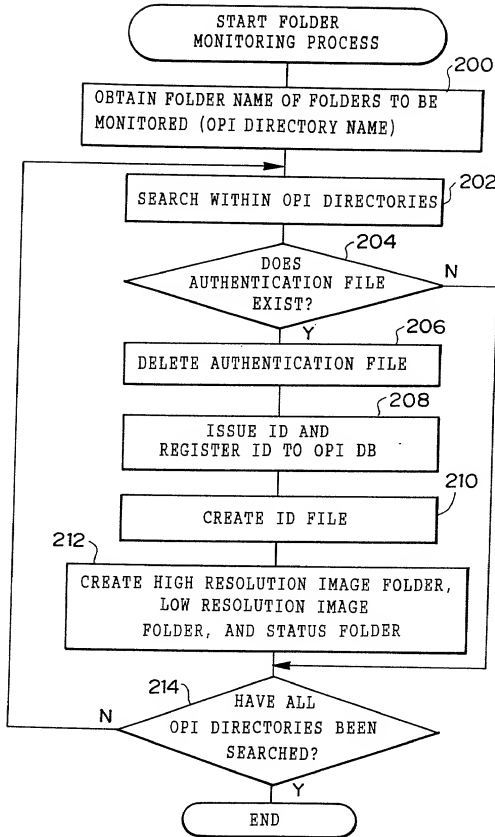 START FOLDER
MONITORING PROCESS
200
OBTAIN FOLDER NAME OF FOLDERS TO BE
MONITORED (OPI DIRECTORY NAME)
202
SEARCH WITHIN OPI DIRECTORIES
204
DOES
AUTHENTICATION FILE
EXIST?
N
Y
206
DELETE AUTHENTICATION FILE
208
ISSUE ID AND
REGISTER ID TO OPI DB
210
CREATE ID FILE
212
CREATE HIGH RESOLUTION IMAGE FOLDER,
LOW RESOLUTION IMAGE
FOLDER, AND STATUS FOLDER
214
HAVE ALL
OPI DIRECTORIES BEEN
SEARCHED?
N
Y
END